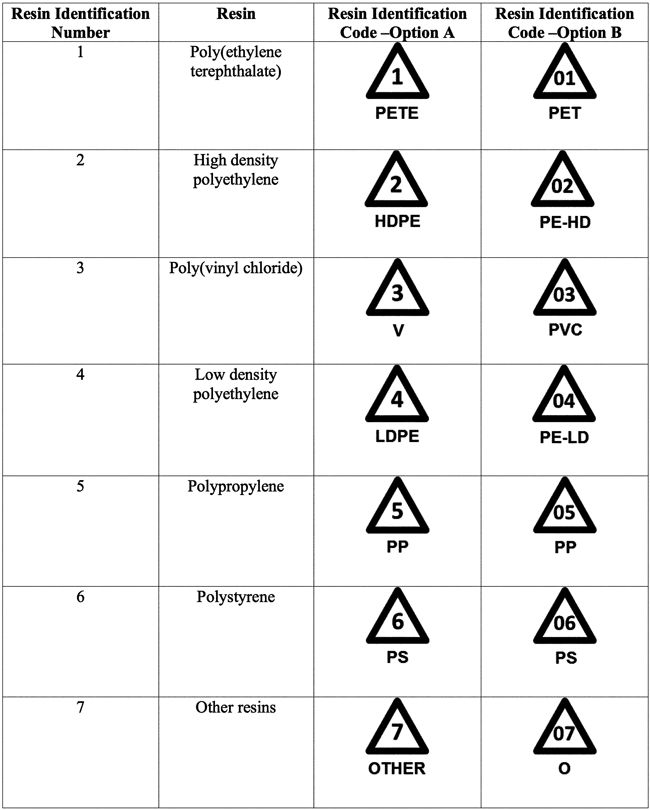 Resin Identification Number
Resin
Resin Identification Code –Option A
Resin Identification Code –Option B
1
Poly(ethylene
terephthalate)
1
PETE
01
PET
2
High density
polyethylene
2
HDPE
02
PE-HD
3
Poly(vinyl chloride)
3
V
03
PVC
4
Low density
polyethylene
4
LDPE
04
PE-LD
5
Polypropylene
5
PP
05
PP
6
Polystyrene
6
PS
06
PS
7
Other resins
7
OTHER
07
O